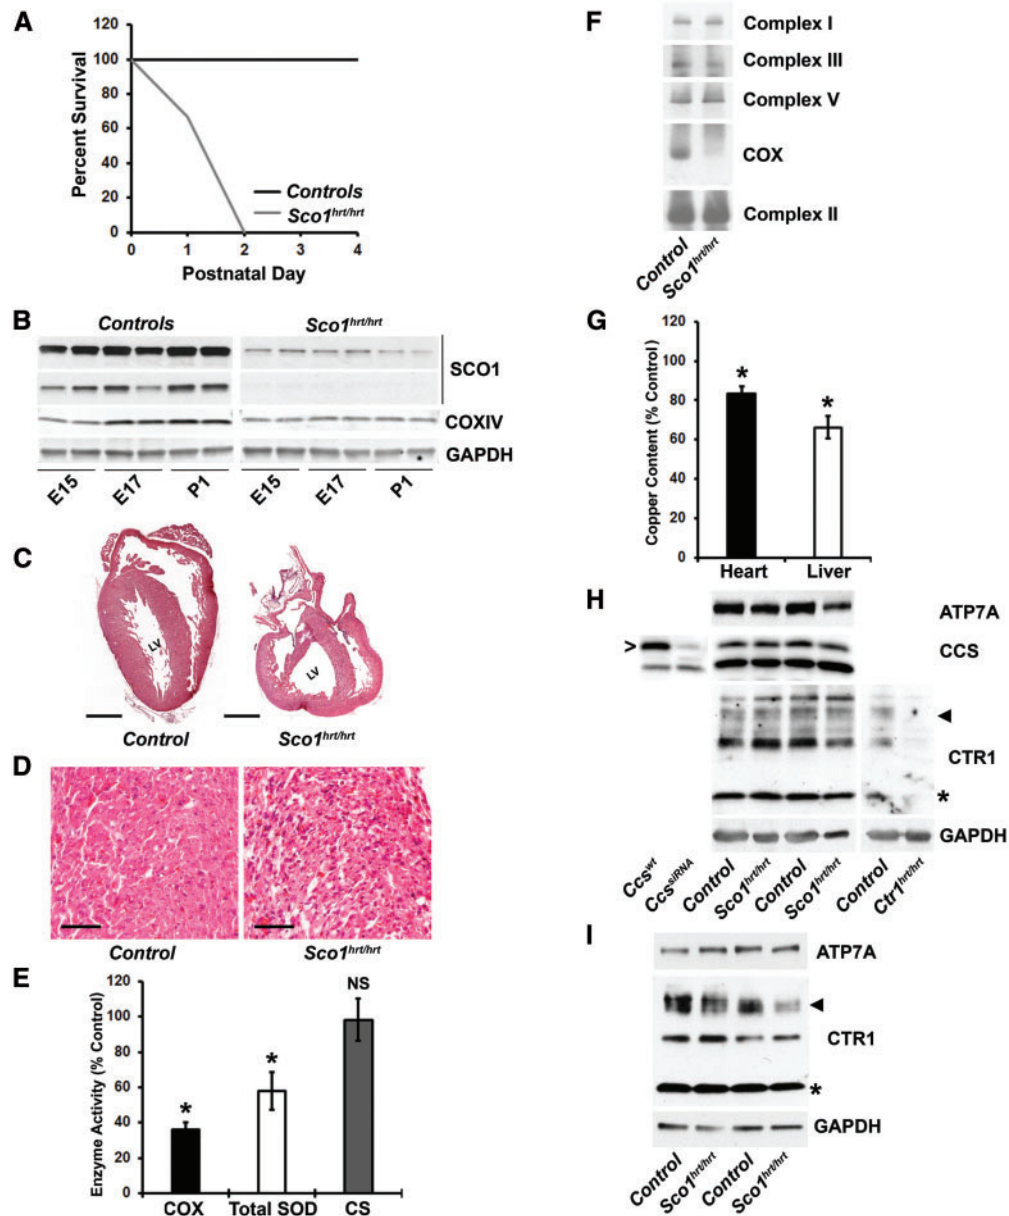 A
120
100
80
60
40
20
0
Percent Survival
Controls
Sco1hrt/hrt
0 1 2 3 4
Postnatal Day
B
Controls Sco1hrt/hrt
SCO1
COXIV
GAPDH
E15 E17 P1 E15 E17 P1
C
LV
LV
Control Sco1hrt/hrt
D
Control Sco1hrt/hrt
E
120
100
80
60
40
20
0
Enzyme Activity (% Control)
*
*
NS
COX Total SOD CS
F
Complex I
Complex III
Complex V
COX
Complex II
Control
Sco1hrt/hrt
G
120
100
80
60
40
20
0
Copper Content (% Control)
*
*
Heart Liver
H
ATP7A
>
CCS
CTR1
*
GAPDH
Ccswt
CcssiRNA
Control
Sco1hrt/hrt
Control
Sco1hrt/hrt
Control
Ctr1hrt/hrt
I
ATP7A
CTR1
*
GAPDH
Control
Sco1hrt/hrt
Control
Sco1hrt/hrt